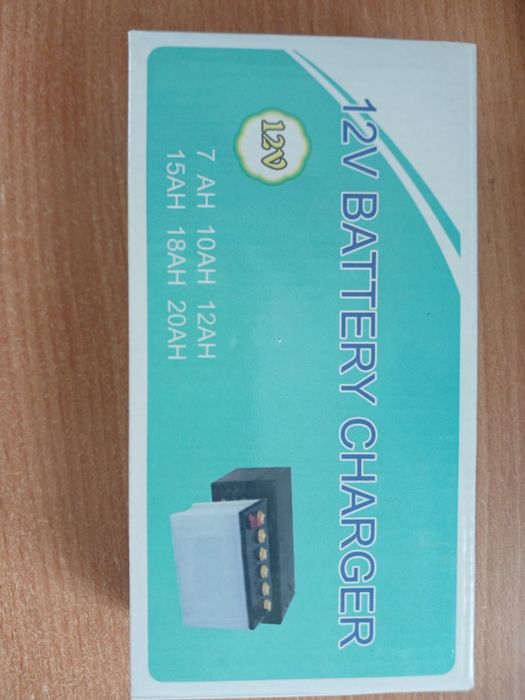 12V BATTERY CHARGER
12V
7 AH 10AH 12AH
15AH 18AH 20AH